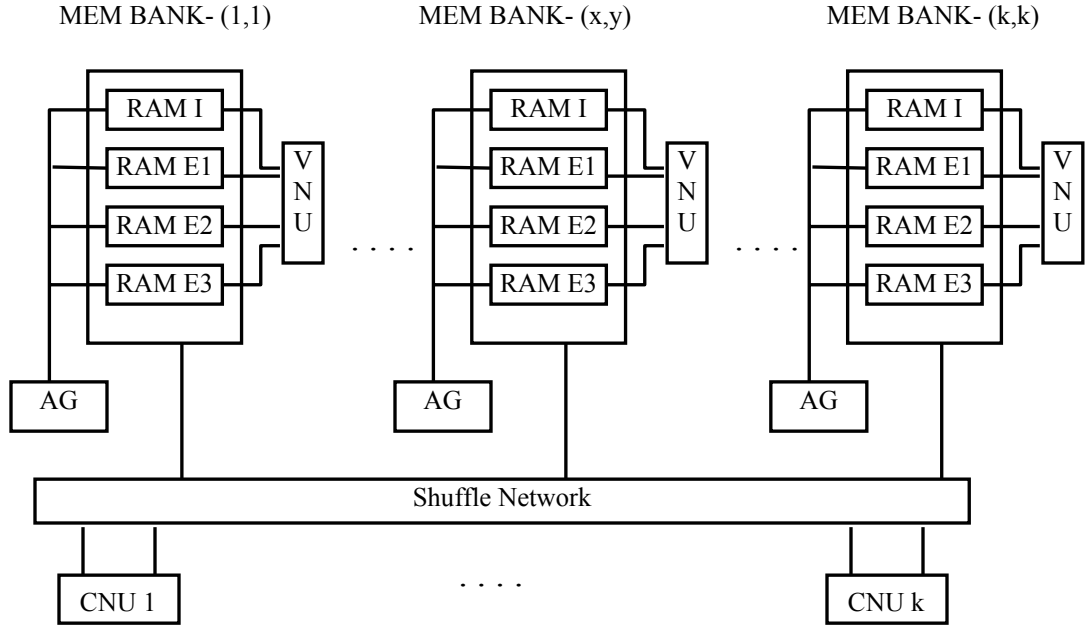 MEM BANK- (1,1)
MEM BANK- (x,y)
MEM BANK- (k,k)
RAM I
RAM E1
RAM E2
RAM E3
V
N
U
AG
. . . .
RAM I
RAM E1
RAM E2
RAM E3
V
N
U
AG
. . . .
RAM I
RAM E1
RAM E2
RAM E3
V
N
U
AG
Shuffle Network
CNU 1
. . . .
CNU k